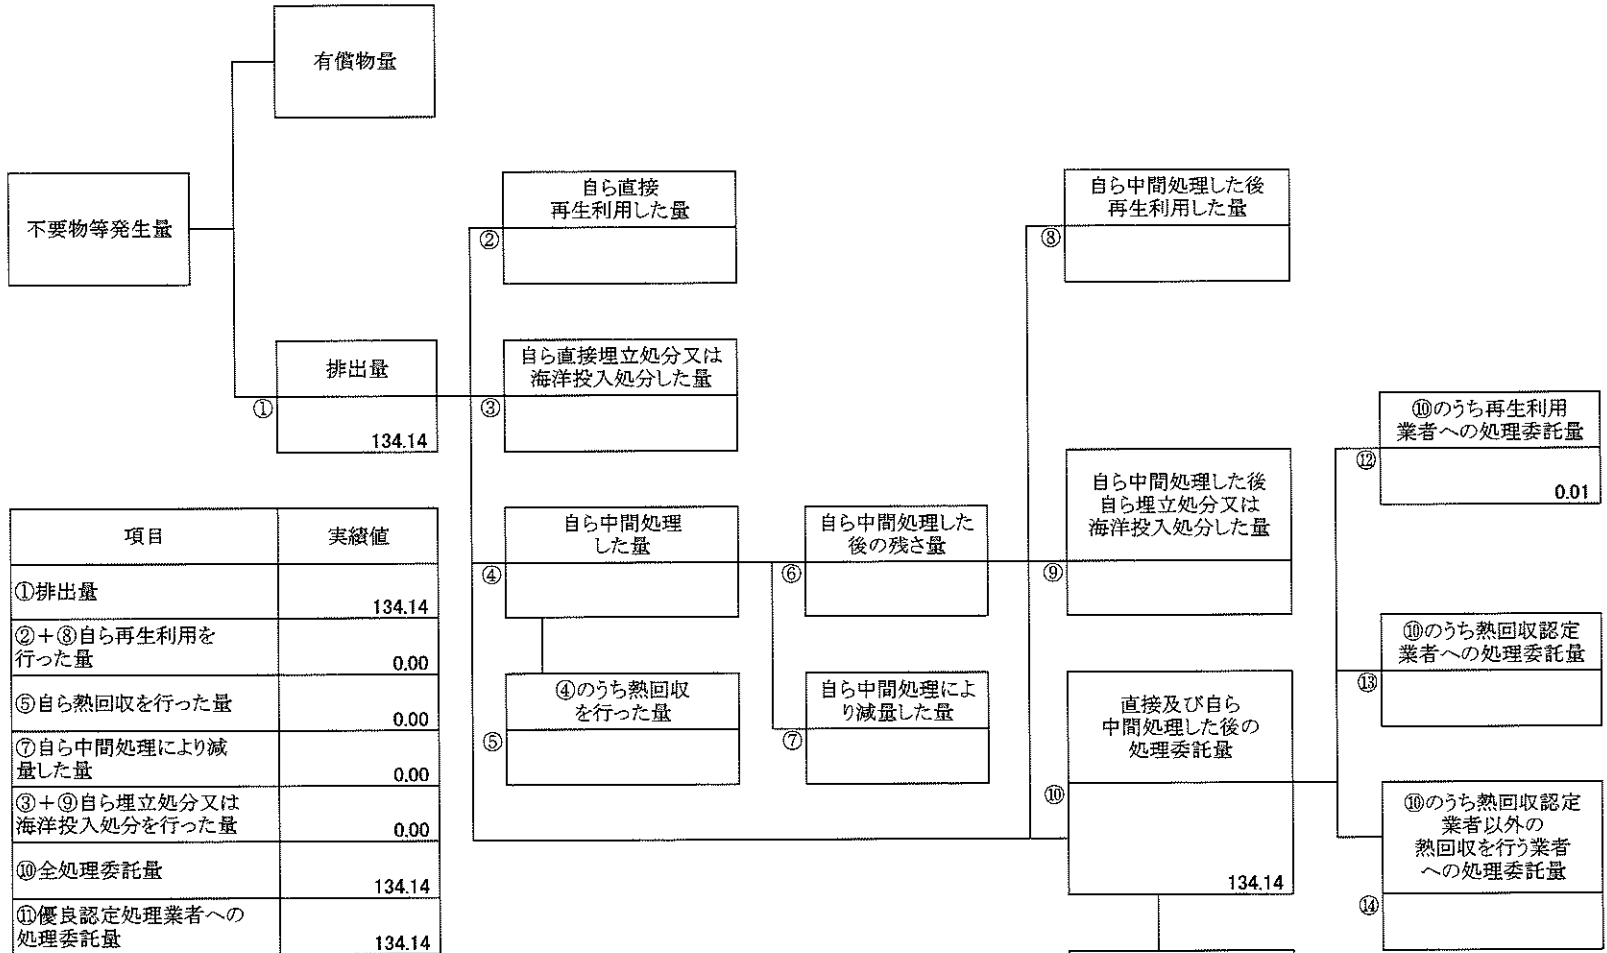 有償物量
不要物等発生量
排出量
①
134.14
自ら直接
再生利用した量
②
自ら直接埋立処分又は
海洋投入処分した量
③
自ら中間処理
した量
④
④のうち熱回収
を行った量
⑤
自ら中間処理した
後の残さ量
⑥
自ら中間処理によ
り減量した量
⑦
自ら中間処理した後
再生利用した量
⑧
自ら中間処理した後
自ら埋立処分又は
海洋投入処分した量
⑨
直接及び自ら
中間処理した後の
処理委託量
⑩
134.14
⑩のうち再生利用
業者への処理委託量
⑫
0.01
⑩のうち熱回収認定
業者への処理委託量
⑬
⑩のうち熱回収認定
業者以外の
熱回収を行う業者
への処理委託量
⑭
項目 実績値
①排出量 134.14
②+⑧自ら再生利用を
行った量 0.00
⑤自ら熱回収を行った量 0.00
⑦自ら中間処理により減
量した量 0.00
③+⑨自ら埋立処分又は
海洋投入処分を行った量 0.00
⑩全処理委託量 134.14
⑪優良認定処理業者への
処理委託量 134.14